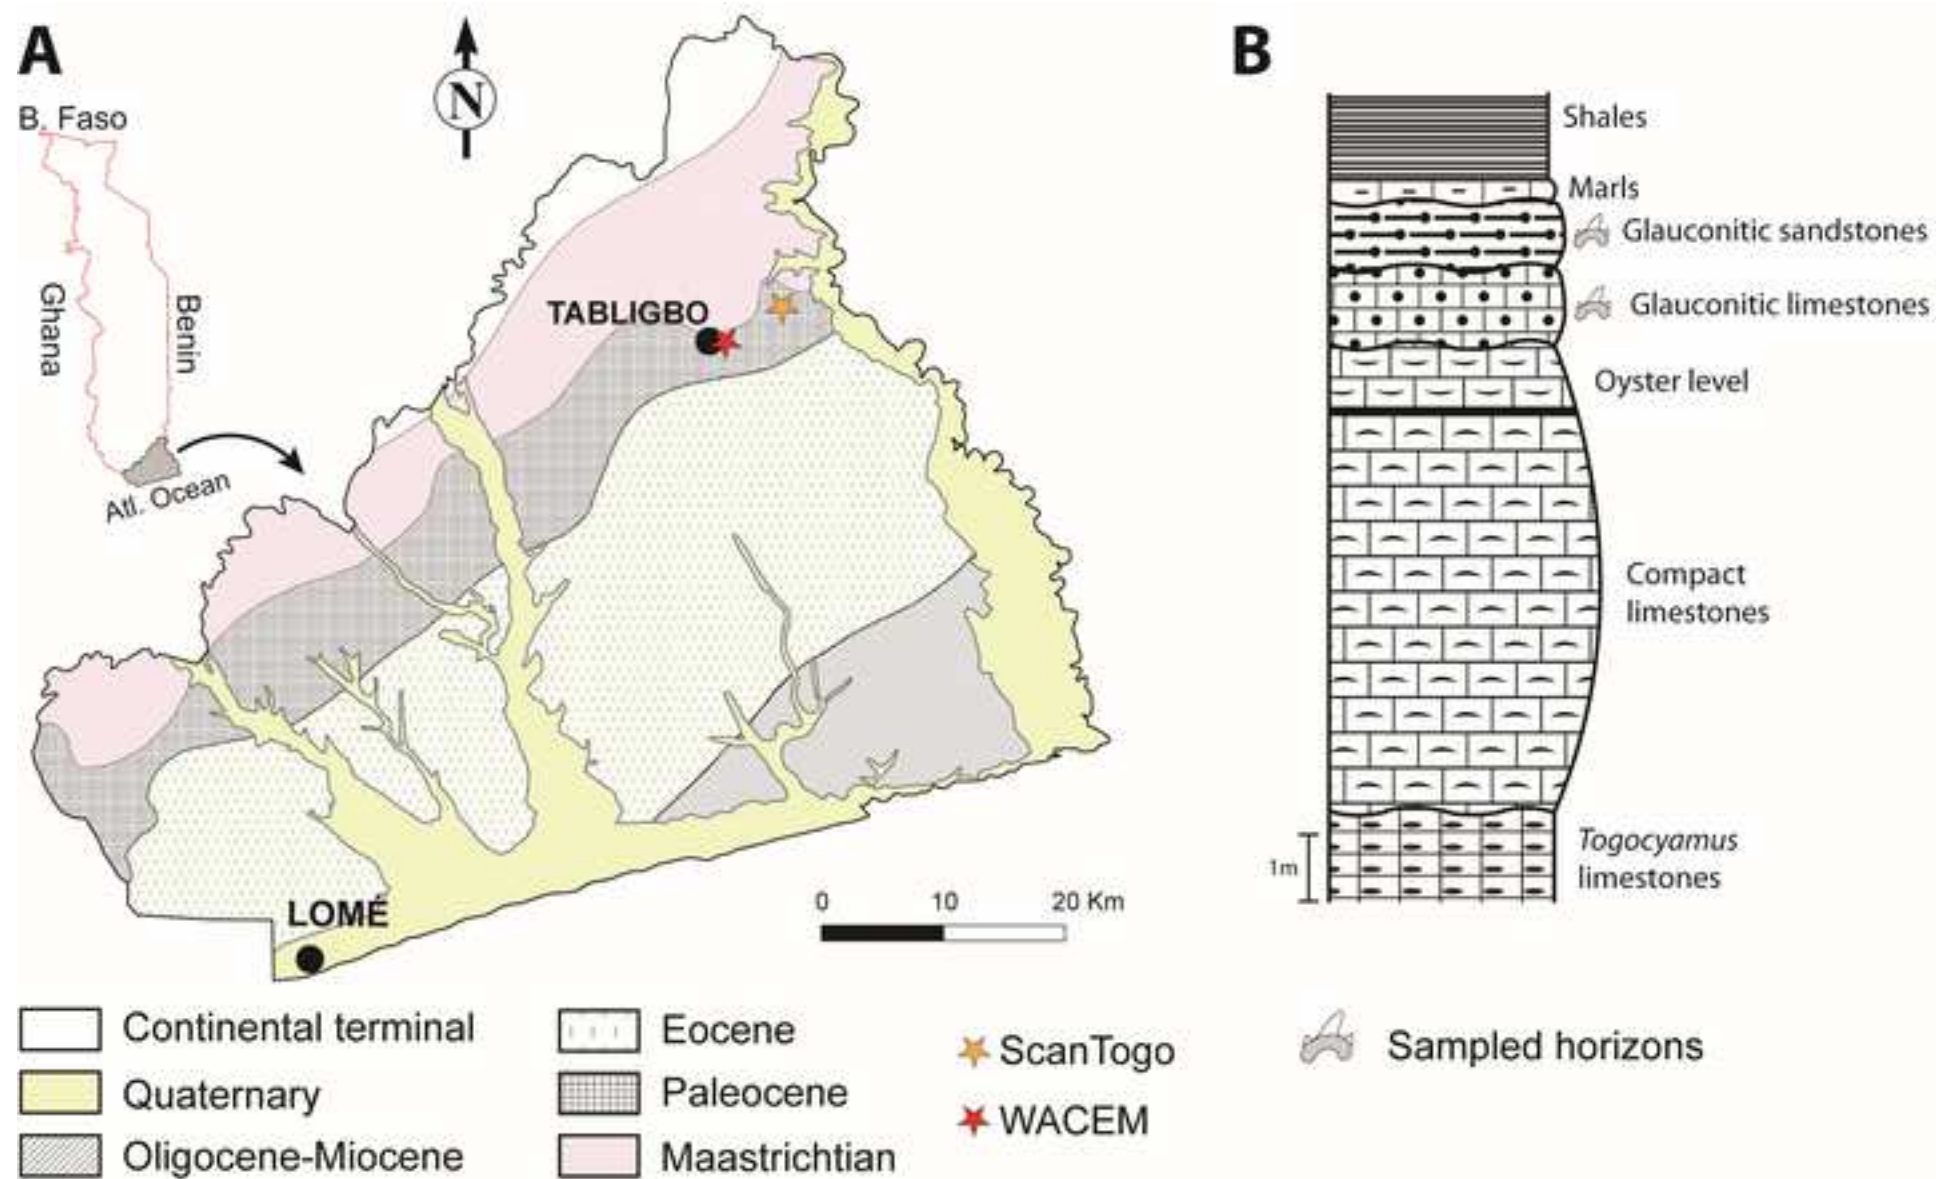 A
B. Faso
Ghana
Benin
Atl. Ocean
N
TABLIGBO
LOMÉ
0 10 20 Km
Continental terminal
Quaternary
Oligocene-Miocene
Eocene
Paleocene
Maastrichtian
ScanTogo
WACEM
B
Shales
Marls
Glauconitic sandstones
Glauconitic limestones
Oyster level
Compact
limestones
Togocyamus
limestones
1m
Sampled horizons